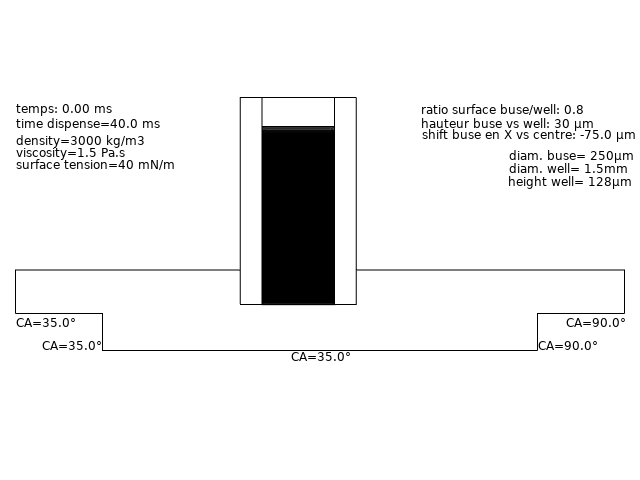 temps: 0.00 ms
time dispense=40.0 ms
density=3000 kg/m3
viscosity=1.5 Pa.s
surface tension=40 mN/m
ratio surface buse/well: 0.8
hauteur buse vs well: 30 µm
shift buse en X vs centre: -75.0 µm
diam. buse= 250µm
diam. well= 1.5mm
height well= 128µm
CA=35.0°
CA=90.0°
CA=35.0°
CA=90.0°
CA=35.0°